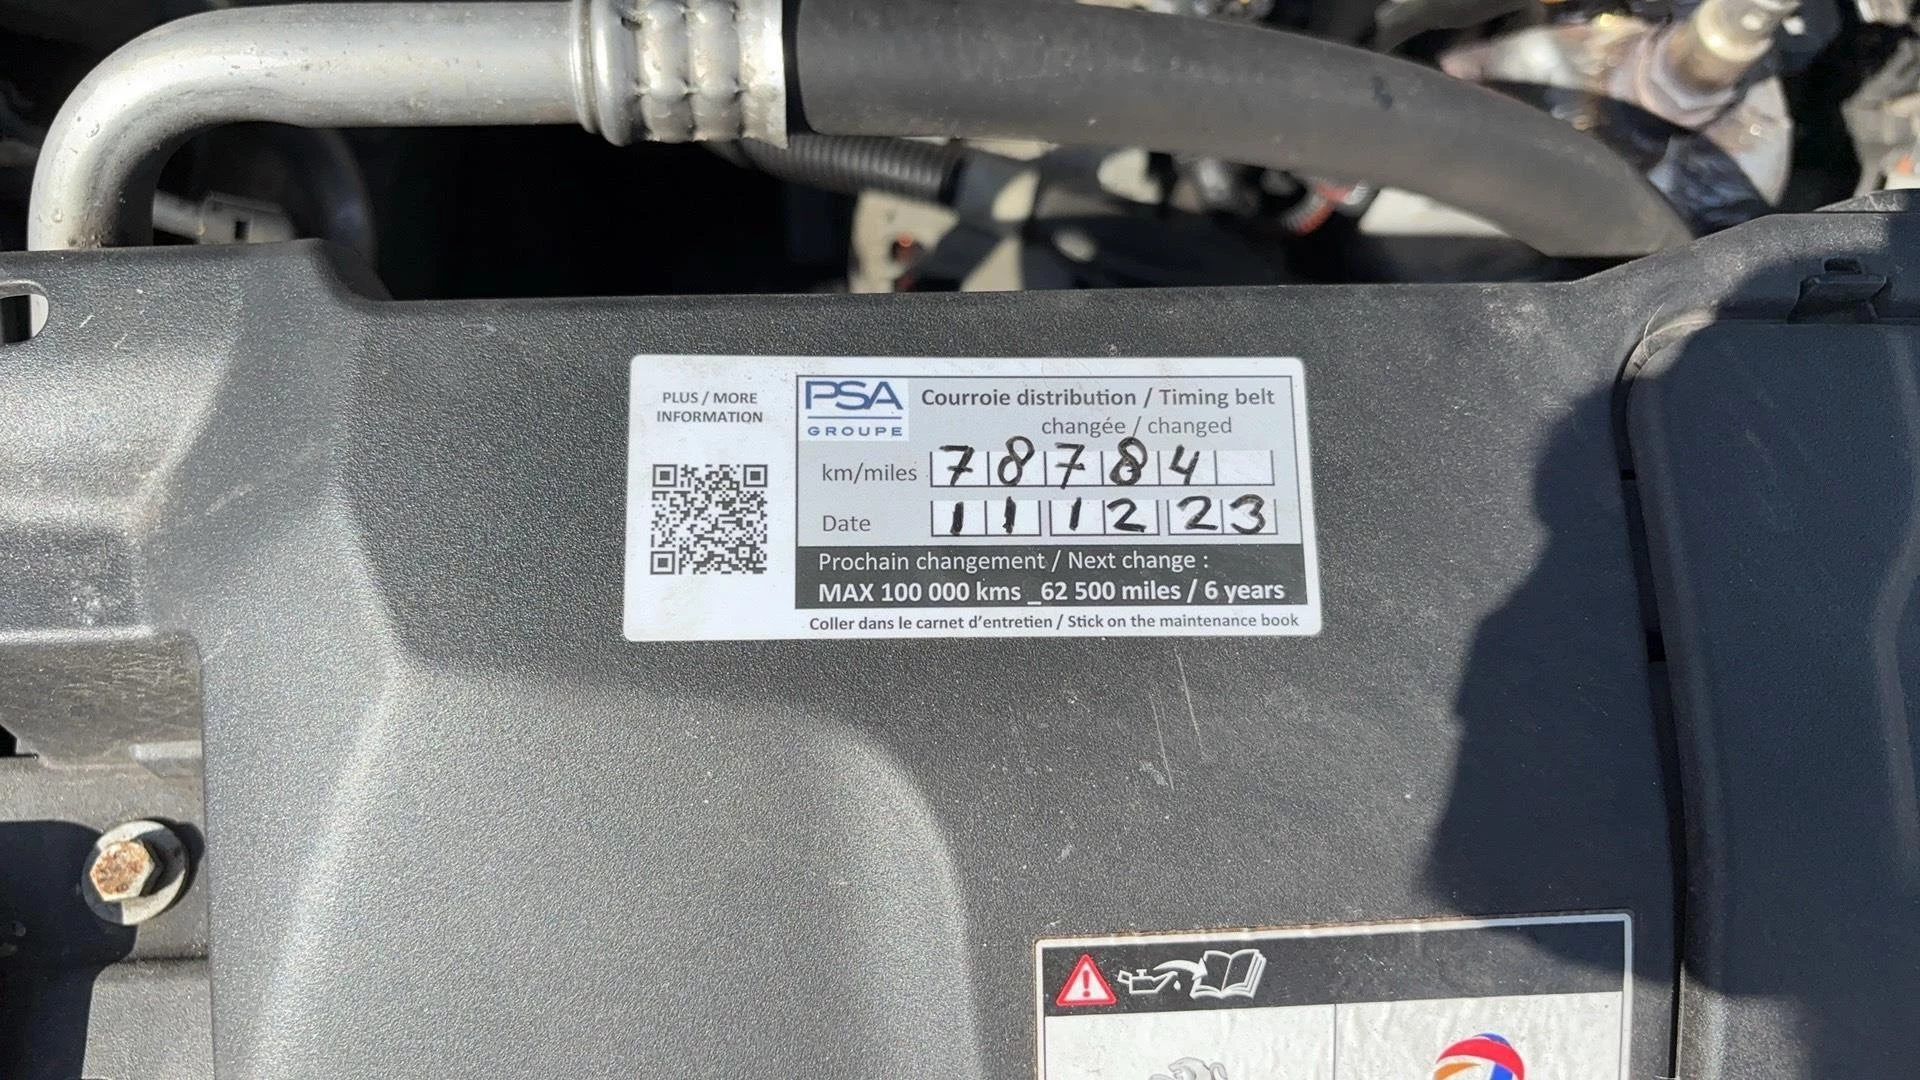 PLUS / MORE
INFORMATION
PSA
GROUPE
Courroie distribution / Timing belt
changée / changed
km/miles 78784
Date 11 12 23
Prochain changement / Next change :
MAX 100 000 kms _62 500 miles / 6 years
Coller dans le carnet d'entretien / Stick on the maintenance book